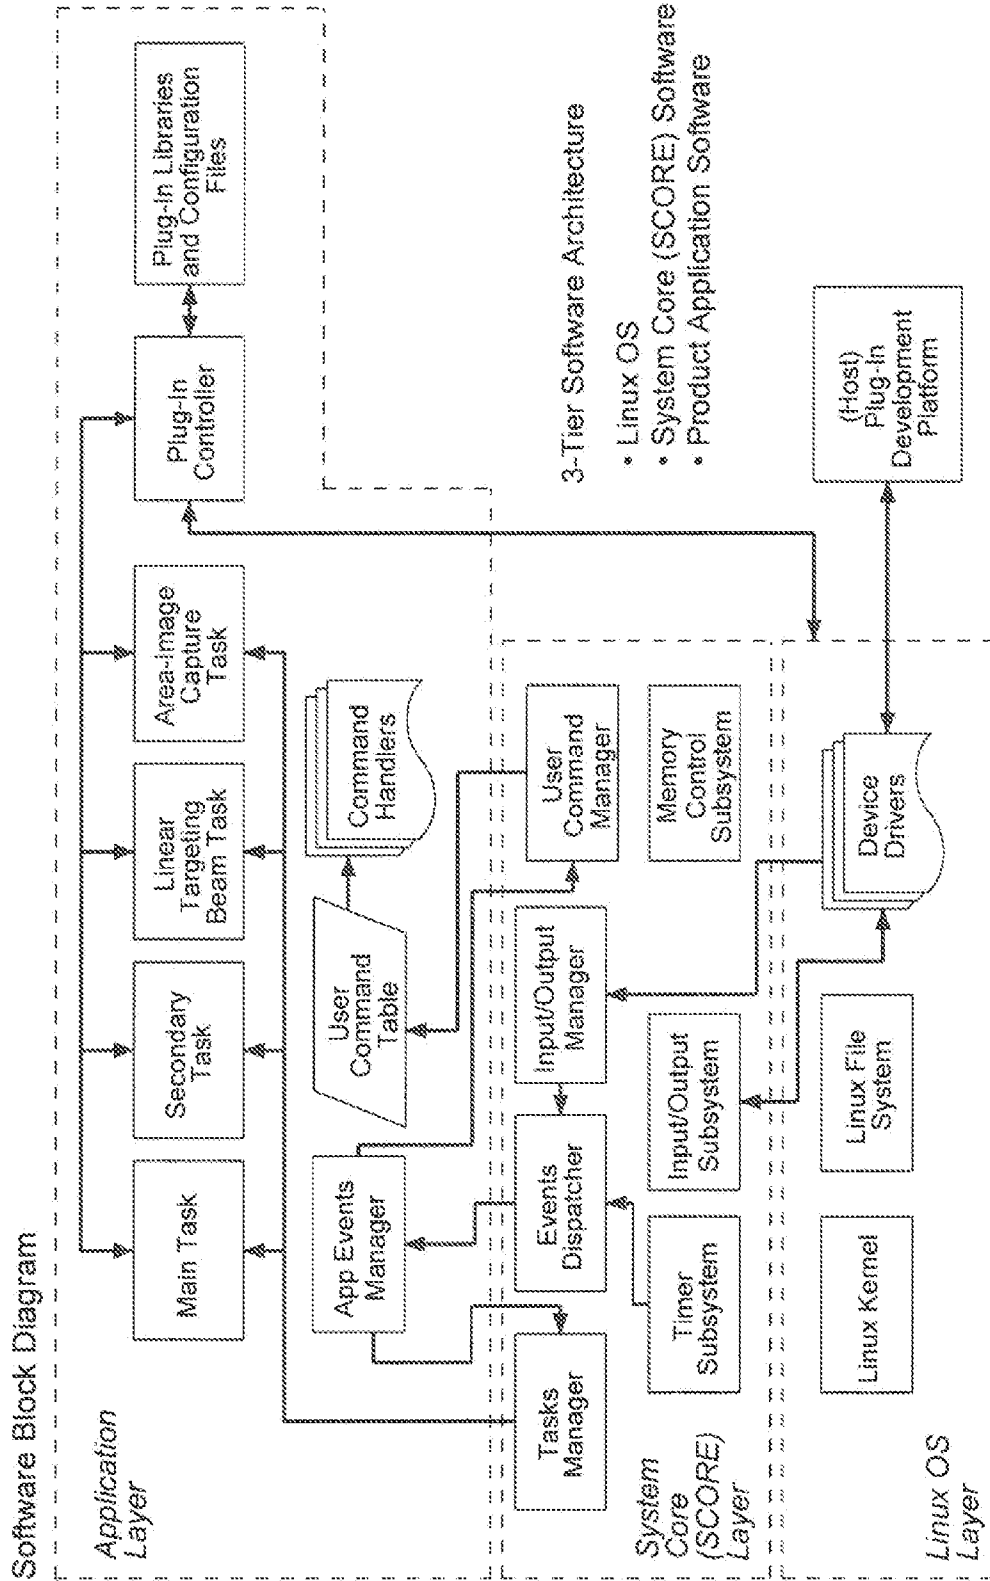 Software Block Diagram
Application
Layer
Main Task
Secondary
Task
Linear
Targeting
Beam Task
Area-Image
Capture
Task
Plug-In
Controller
Plug-In Libraries
and Configuration
Files
App Events
Manager
User
Command
Table
Command
Handlers
3-Tier Software Architecture
• Linux OS
• System Core (SCORE) Software
• Product Application Software
System
Core
(SCORE)
Layer
Tasks
Manager
Events
Dispatcher
Input/Output
Manager
User
Command
Manager
Timer
Subsystem
Input/Output
Subsystem
Memory
Control
Subsystem
Linux OS
Layer
Linux Kernel
Linux File
System
Device
Drivers
(Host)
Plug-In
Development
Platform